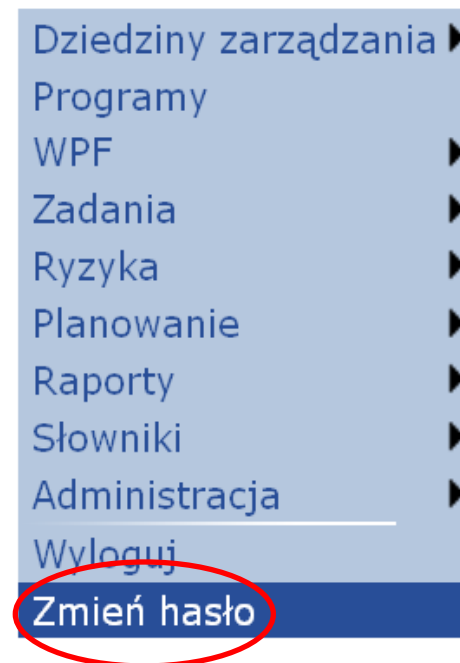 Dziedziny zarządzania
Programy
WPF
Zadania
Ryzyka
Planowanie
Raporty
Słowniki
Administracja
Wyloguj
Zmień hasło